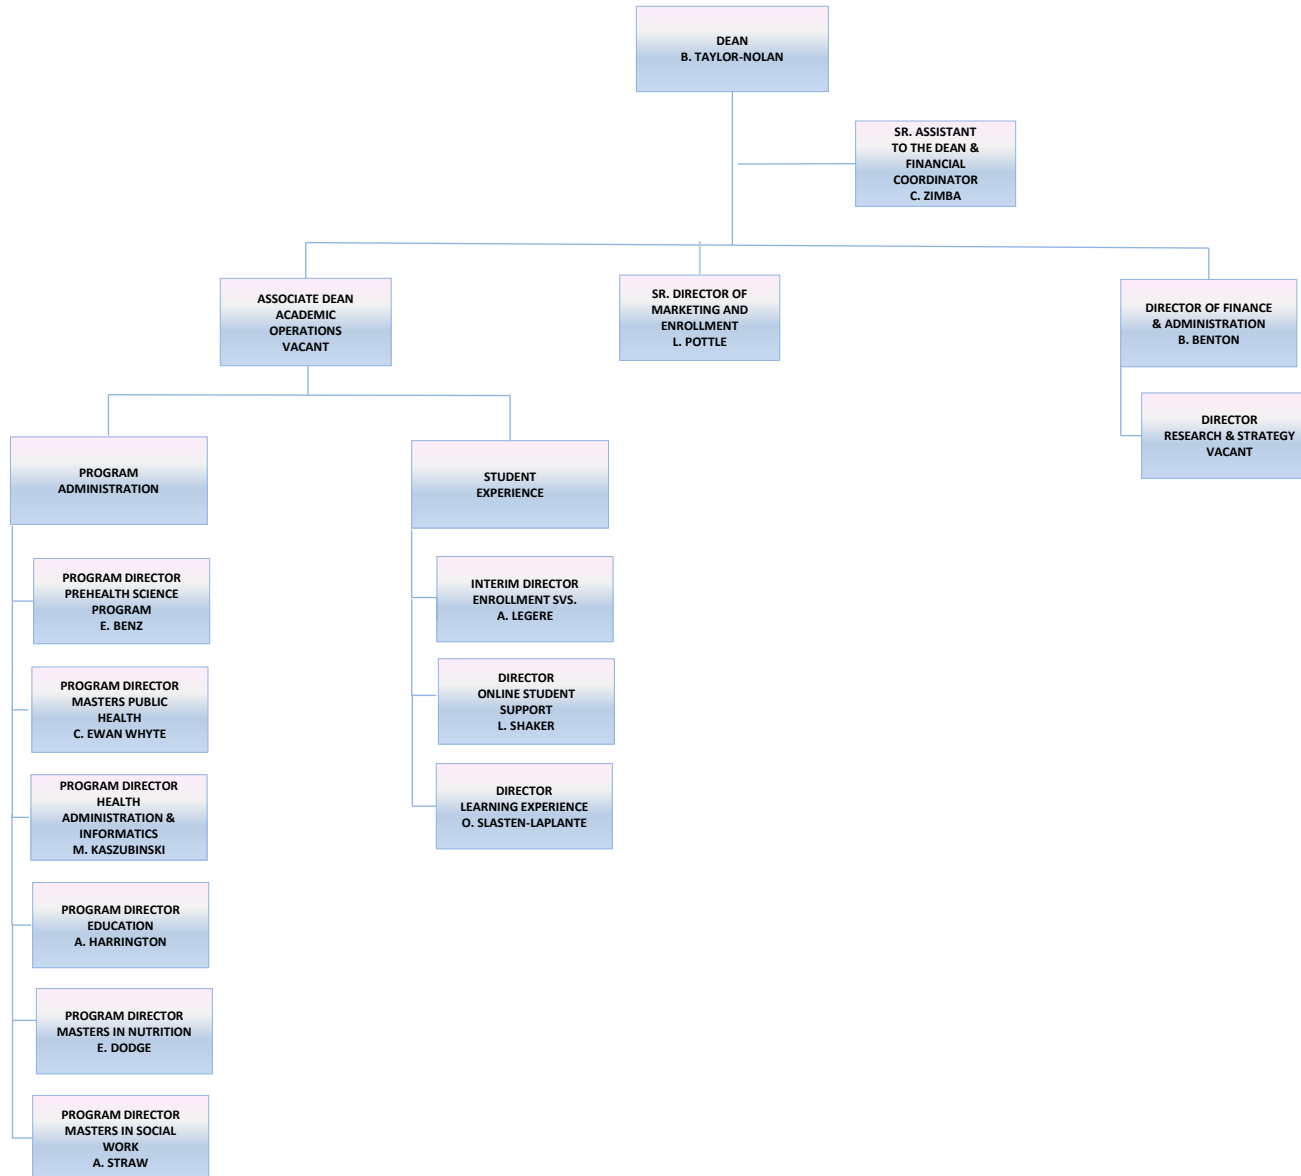 DEAN
B. TAYLOR-NOLAN
SR. ASSISTANT
TO THE DEAN &
FINANCIAL
COORDINATOR
C. ZIMBA
ASSOCIATE DEAN
ACADEMIC
OPERATIONS
VACANT
SR. DIRECTOR OF
MARKETING AND
ENROLLMENT
L. POTTLE
DIRECTOR OF FINANCE
& ADMINISTRATION
B. BENTON
DIRECTOR
RESEARCH & STRATEGY
VACANT
PROGRAM
ADMINISTRATION
STUDENT
EXPERIENCE
PROGRAM DIRECTOR
PREHEALTH SCIENCE
PROGRAM
E. BENZ
PROGRAM DIRECTOR
MASTERS PUBLIC
HEALTH
C. EWAN WHYTE
PROGRAM DIRECTOR
HEALTH
ADMINISTRATION &
INFORMATICS
M. KASZUBINSKI
PROGRAM DIRECTOR
EDUCATION
A. HARRINGTON
PROGRAM DIRECTOR
MASTERS IN NUTRITION
E. DODGE
PROGRAM DIRECTOR
MASTERS IN SOCIAL
WORK
A. STRAW
INTERIM DIRECTOR
ENROLLMENT SVS.
A. LEGERE
DIRECTOR
ONLINE STUDENT
SUPPORT
L. SHAKER
DIRECTOR
LEARNING EXPERIENCE
O. SLASTEN-LAPLANTE